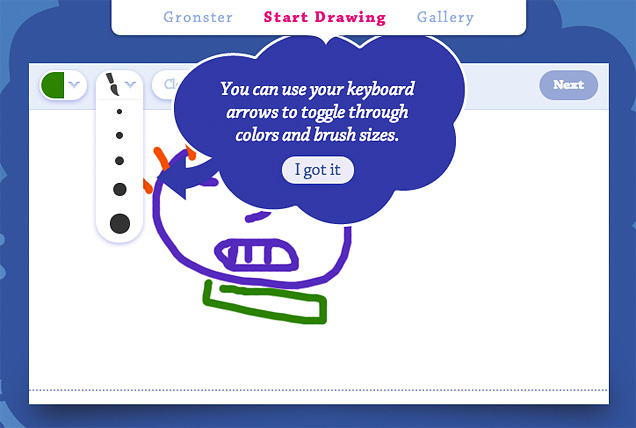 Gronster Start Drawing Gallery
Next
You can use your keyboard
arrows to toggle through
colors and brush sizes.
I got it